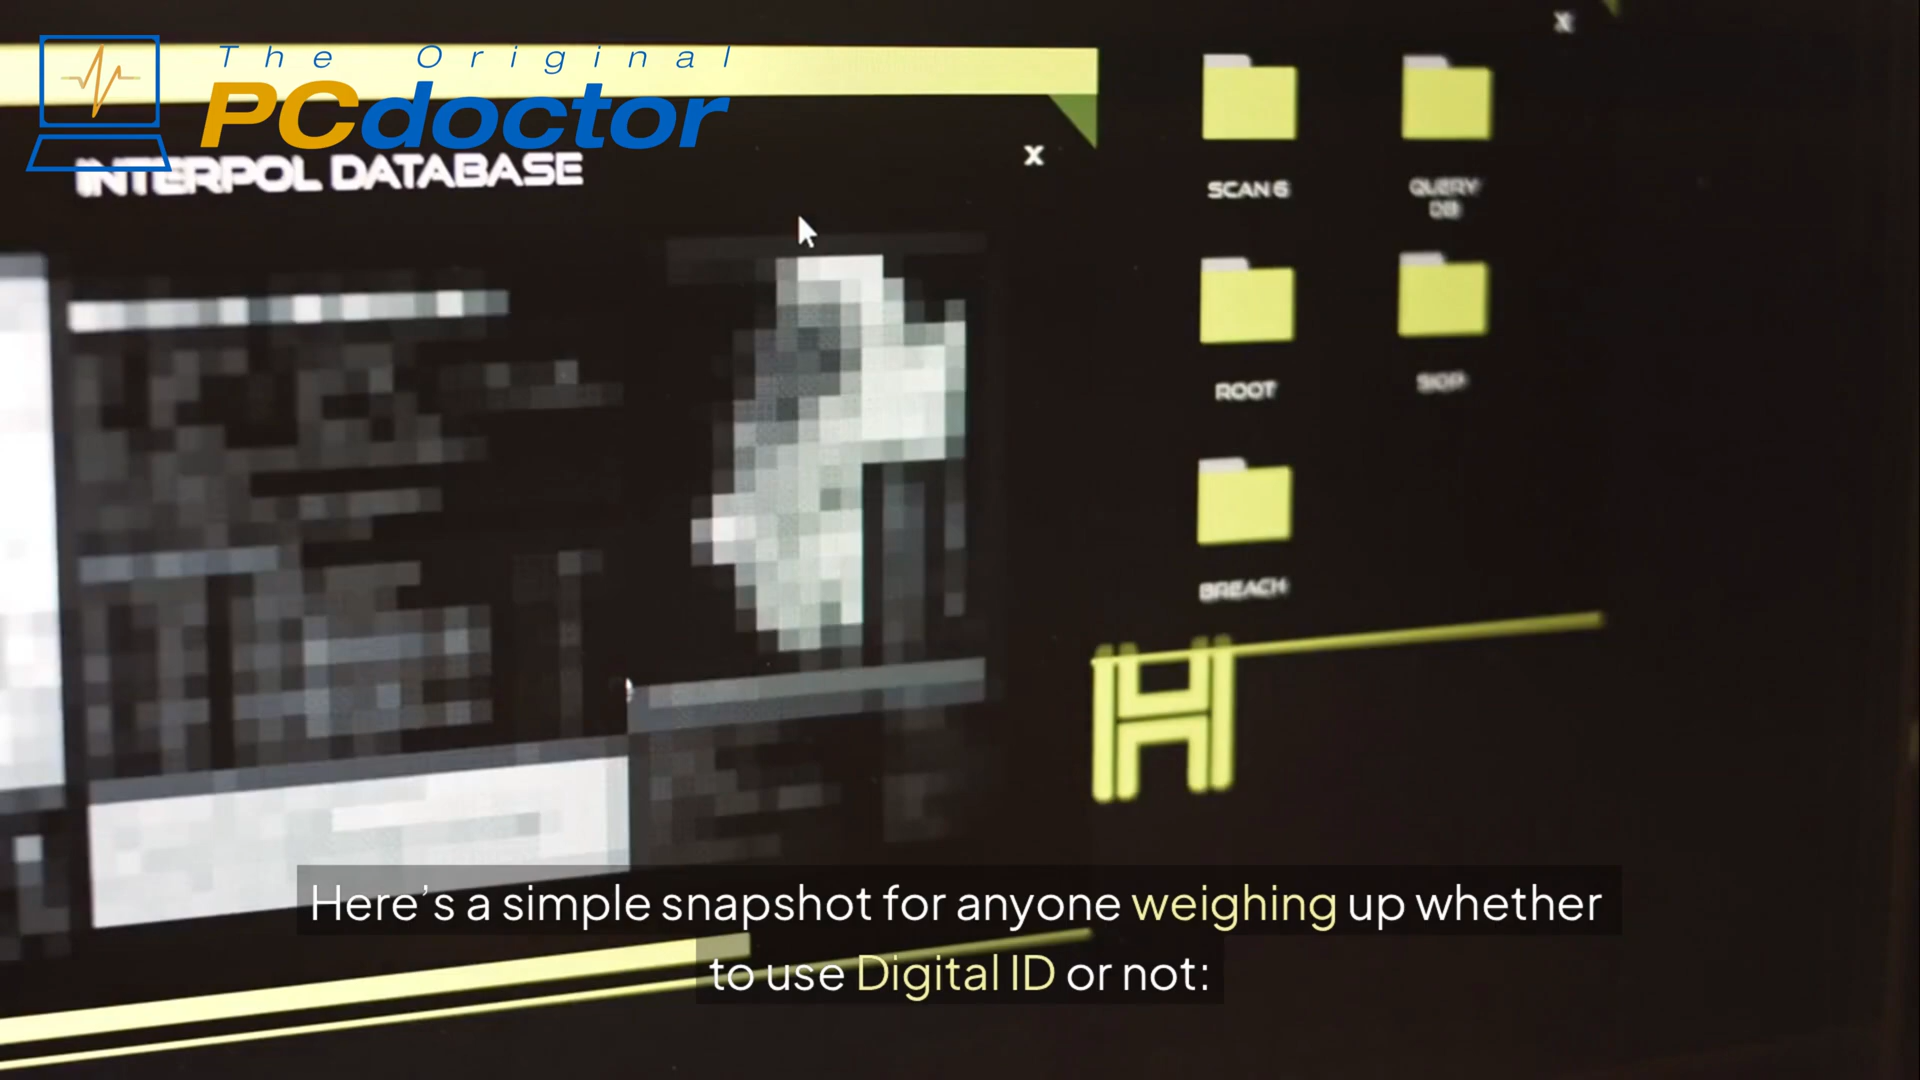 The Original
PCdoctor
INTERPOL DATABASE
x
x
SCAN 6
QUERY
DB
ROOT
BREACH
Here's a simple snapshot for anyone weighing up whether
to use Digital ID or not: